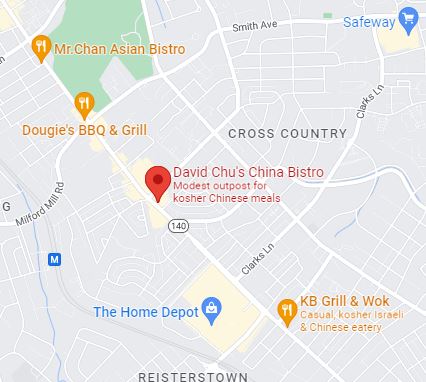 Smith Ave
Safeway
Mr.Chan Asian Bistro
Dougie's BBQ & Grill
CROSS COUNTRY
Clarks Ln
David Chu's China Bistro
Modest outpost for
kosher Chinese meals
G
Milford Mill Rd
140
M
Clarks Ln
The Home Depot
KB Grill & Wok
Casual, kosher Israeli
& Chinese eatery
REISTERSTOWN